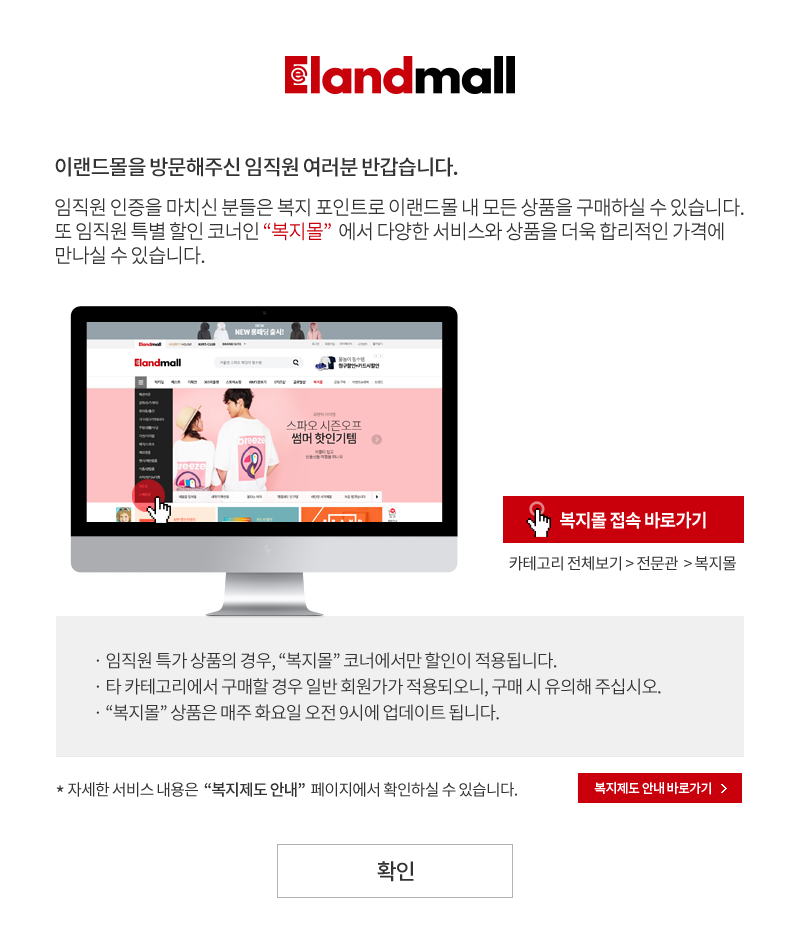 Elandmall
이랜드몰을 방문해주신 임직원 여러분 반갑습니다.
임직원 인증을 마치신 분들은 복지 포인트로 이랜드몰 내 모든 상품을 구매하실 수 있습니다.
또 임직원 특별 할인 코너인 “복지몰” 에서 다양한 서비스와 상품을 더욱 합리적인 가격에
만나실 수 있습니다.
NEW
NEW 롱패딩 출시!
Elandmall
KIDS CLUB
Elandmall
복지몰
스파오 시즌오프
썸머 핫인기템
breeze
breeze
복지몰 접속 바로가기
카테고리 전체보기 > 전문관 > 복지몰
· 임직원 특가 상품의 경우, “복지몰” 코너에서만 할인이 적용됩니다.
· 타 카테고리에서 구매할 경우 일반 회원가가 적용되오니, 구매 시 유의해 주십시오.
· “복지몰” 상품은 매주 화요일 오전 9시에 업데이트 됩니다.
* 자세한 서비스 내용은 “복지제도 안내” 페이지에서 확인하실 수 있습니다.
복지제도 안내 바로가기 >
확인